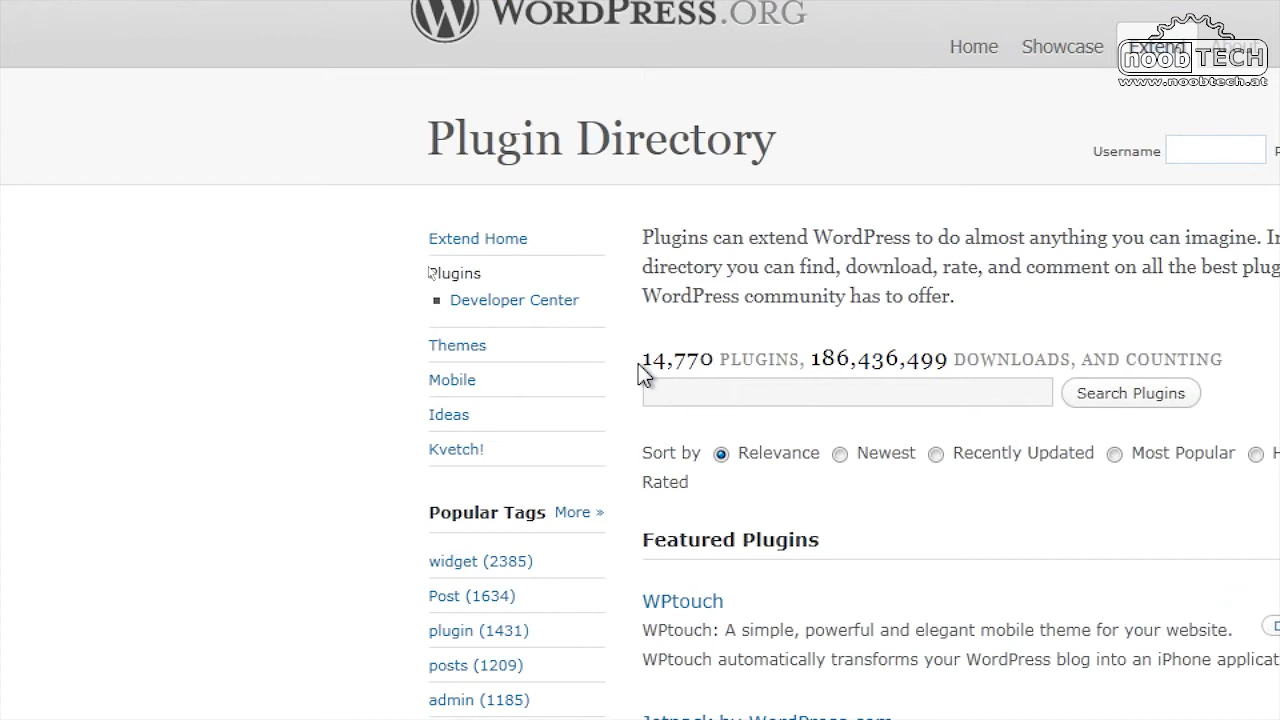 WORDPRESS.ORG
Home Showcase Extend About
noob TECH
www.noobtech.at
Plugin Directory
Username
Extend Home
Plugins
Developer Center
Themes
Mobile
Ideas
Kvetch!
Popular Tags More »
widget (2385)
Post (1634)
plugin (1431)
posts (1209)
admin (1185)
Plugins can extend WordPress to do almost anything you can imagine. In
directory you can find, download, rate, and comment on all the best plug
WordPress community has to offer.
14,770 PLUGINS, 186,436,499 DOWNLOADS, AND COUNTING
Search Plugins
Sort by Relevance Newest Recently Updated Most Popular H
Rated
Featured Plugins
WPtouch
WPtouch: A simple, powerful and elegant mobile theme for your website.
WPtouch automatically transforms your WordPress blog into an iPhone applicat
Jetpack by WordPress.com